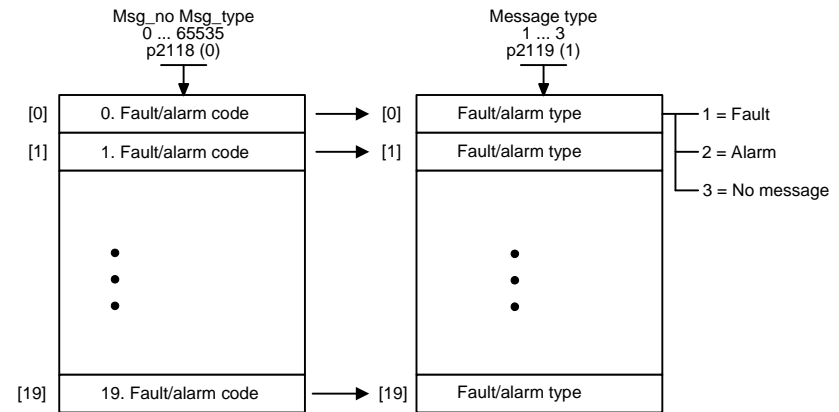 Msg_no Msg_type
0 ... 65535
p2118 (0)
Message type
1 ... 3
p2119 (1)
[0] 0. Fault/alarm code [0] Fault/alarm type 1 = Fault
[1] 1. Fault/alarm code [1] Fault/alarm type 2 = Alarm
3 = No message
[19] 19. Fault/alarm code [19] Fault/alarm type